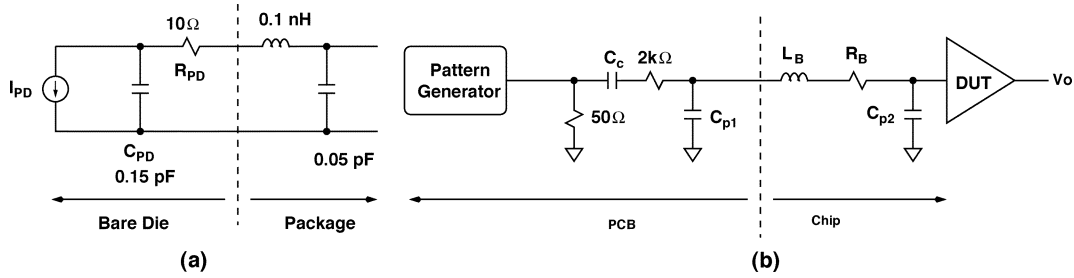 10Ω
0.1 nH
R_PD
I_PD
C_PD
0.15 pF
0.05 pF
Bare Die
Package
(a)
Pattern
Generator
C_c
2kΩ
50Ω
C_p1
L_B
R_B
C_p2
DUT
Vo
PCB
Chip
(b)